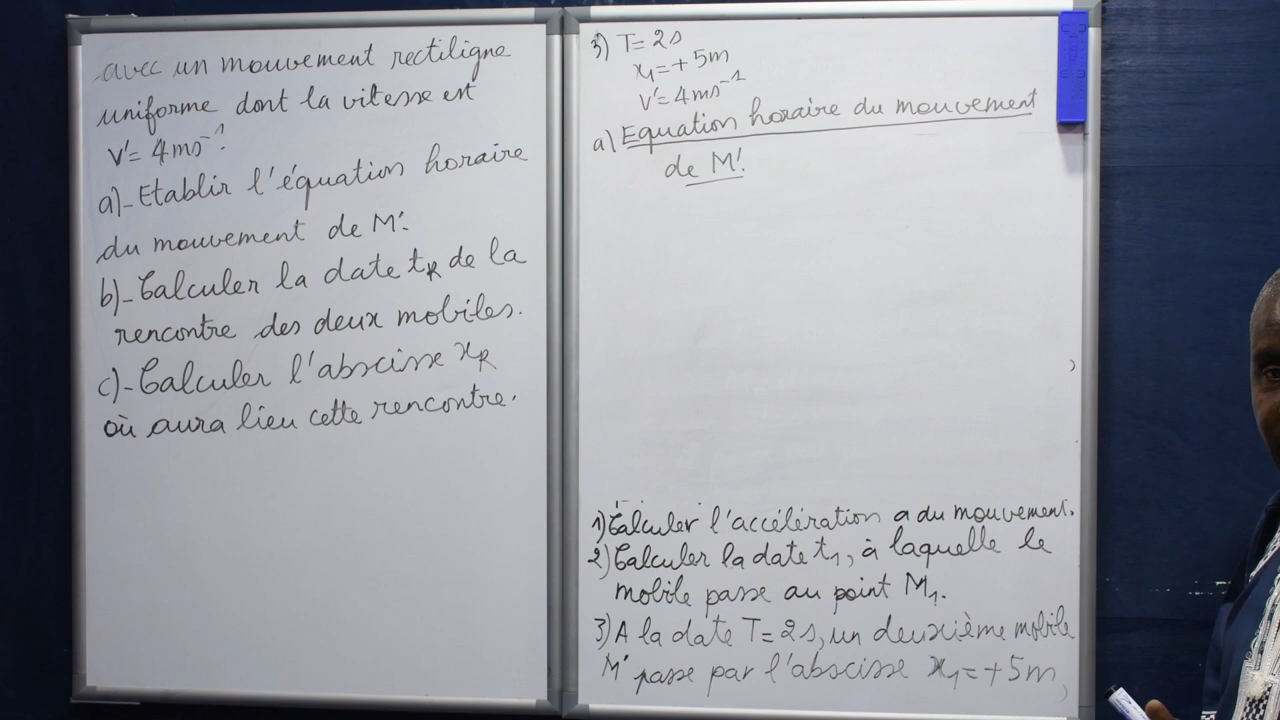 avec un mouvement rectiligne
uniforme dont la vitesse est
V'= 4ms⁻¹.
a)-Etablir l'équation horaire
du mouvement de M'.
b)-Calculer la date tR de la
rencontre des deux mobiles.
c)-Calculer l'abscisse xR
où aura lieu cette rencontre.
3) T=2s
x₁=+5m
V'=4ms⁻¹
a) Equation horaire du mouvement
de M'.
1)Calculer l'accélération a du mouvement.
2)Calculer la date t₁, à laquelle le
mobile passe au point M₁.
3)A la date T=2s, un deuxième mobile
M' passe par l'abscisse x₁=+5m,